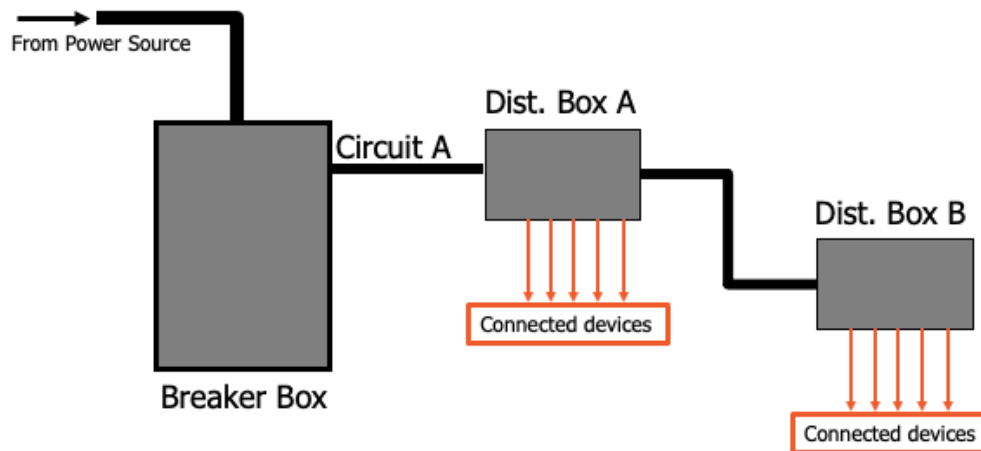 From Power Source
Dist. Box A
Circuit A
Dist. Box B
Connected devices
Breaker Box
Connected devices